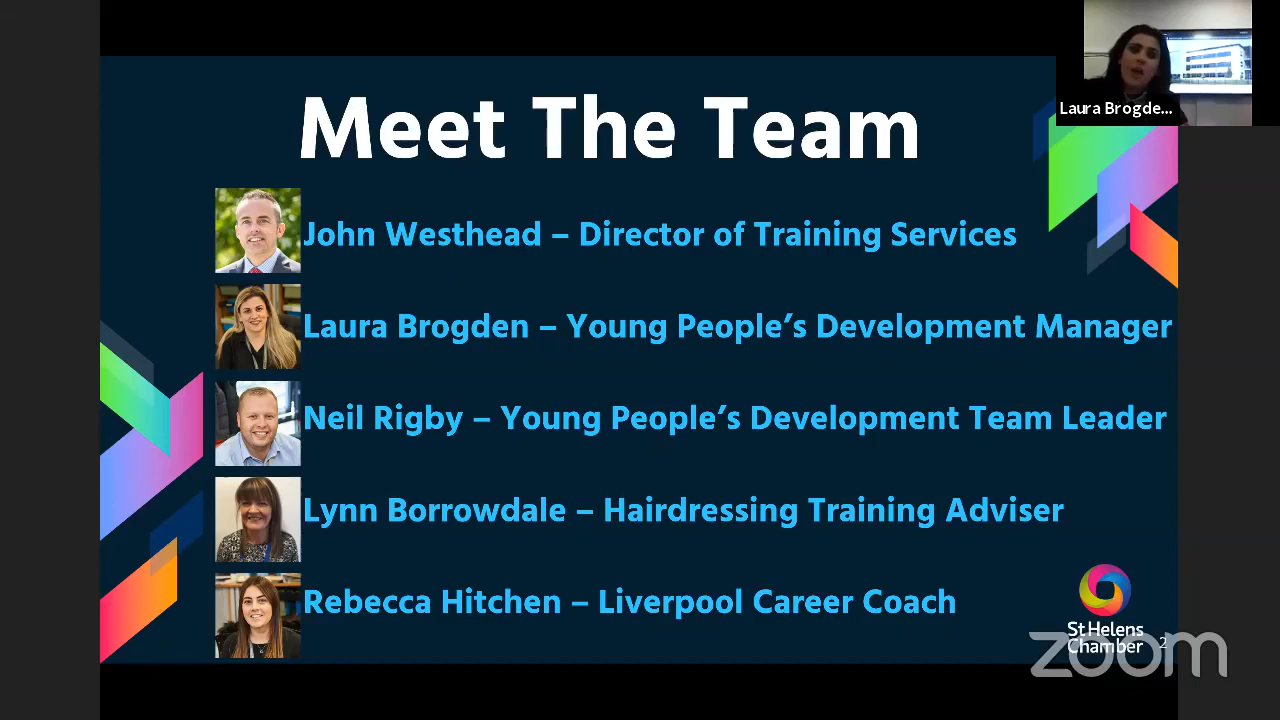 Laura Brogde...
Meet The Team
John Westhead – Director of Training Services
Laura Brogden – Young People’s Development Manager
Neil Rigby – Young People’s Development Team Leader
Lynn Borrowdale – Hairdressing Training Adviser
Rebecca Hitchen – Liverpool Career Coach
St Helens
Chamber
2
zoom